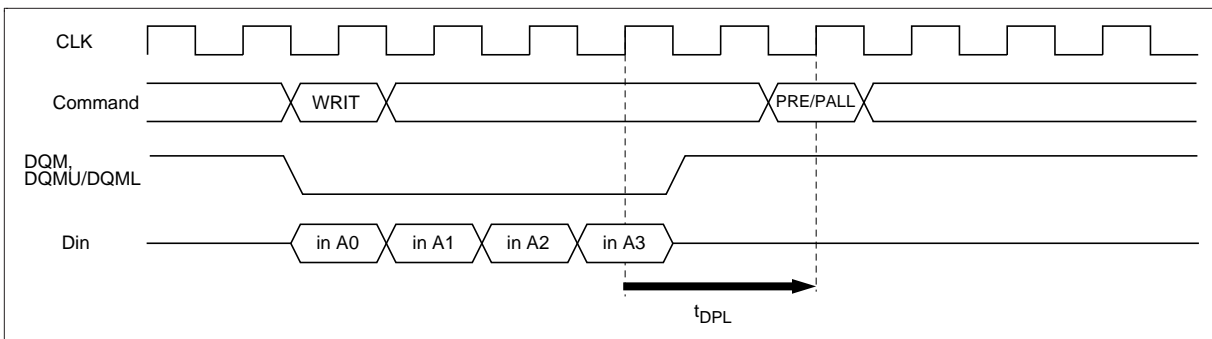 CLK
Command
WRIT
PRE/PALL
DQM,
DQMU/DQML
Din
in A0
in A1
in A2
in A3
tDPL